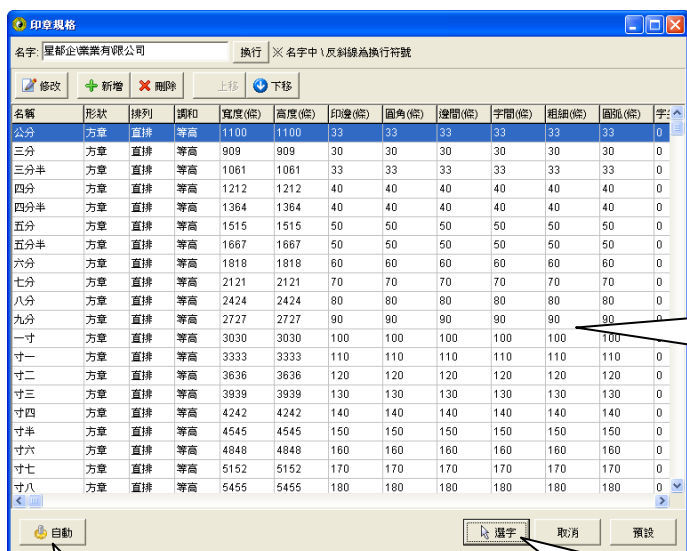 印章規格
名字: 星都企\業業有\限公司 換行 ※ 名字中 \ 反斜線為換行符號
修改 新增 刪除 上移 下移
名稱 形狀 排列 調和 寬度(條) 高度(條) 印邊(條) 圓角(條) 邊間(條) 字間(條) 粗細(條) 圓弧(條)
公分 方章 直排 等高 1100 1100 33 33 33 33 33 33 0
三分 方章 直排 等高 909 909 30 30 30 30 30 30 0
三分半 方章 直排 等高 1061 1061 33 33 33 33 33 33 0
四分 方章 直排 等高 1212 1212 40 40 40 40 40 40 0
四分半 方章 直排 等高 1364 1364 40 40 40 40 40 40 0
五分 方章 直排 等高 1515 1515 50 50 50 50 50 50 0
五分半 方章 直排 等高 1667 1667 50 50 50 50 50 50 0
六分 方章 直排 等高 1818 1818 60 60 60 60 60 60 0
七分 方章 直排 等高 2121 2121 70 70 70 70 70 70 0
八分 方章 直排 等高 2424 2424 80 80 80 80 80 80 0
九分 方章 直排 等高 2727 2727 90 90 90 90 90 90 0
一寸 方章 直排 等高 3030 3030 100 100 100 100 100 100
寸一 方章 直排 等高 3333 3333 110 110 110 110 110 110 0
寸二 方章 直排 等高 3636 3636 120 120 120 120 120 120 0
寸三 方章 直排 等高 3939 3939 130 130 130 130 130 130 0
寸四 方章 直排 等高 4242 4242 140 140 140 140 140 140 0
寸半 方章 直排 等高 4545 4545 150 150 150 150 150 150 0
寸六 方章 直排 等高 4848 4848 160 160 160 160 160 160 0
寸七 方章 直排 等高 5152 5152 170 170 170 170 170 170 0
寸八 方章 直排 等高 5455 5455 180 180 180 180 180 180 0
自動 選字 取消 預設